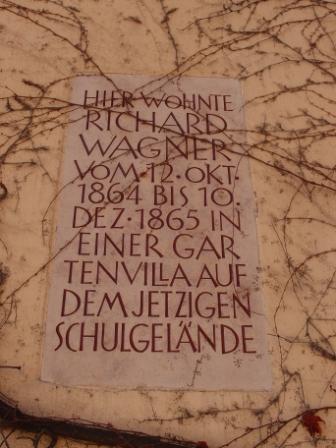 HIER WOHNTE
RICHARD
WAGNER
VOM·12·OKT·
1864 BIS 10.
DEZ·1865 IN
EINER GAR
TENVILLA AUF
DEM JETZIGEN
SCHULGELÄNDE